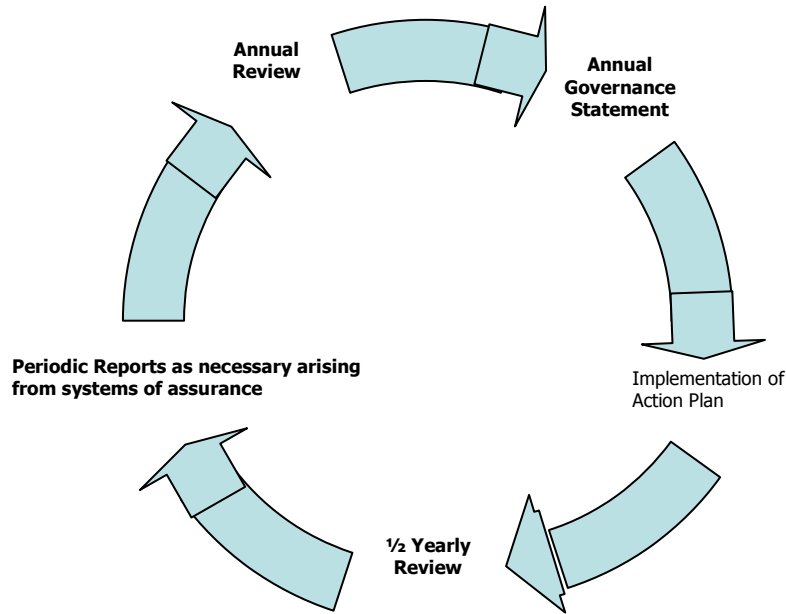 Annual
Review
Annual
Governance
Statement
Implementation of
Action Plan
½ Yearly
Review
Periodic Reports as necessary arising
from systems of assurance